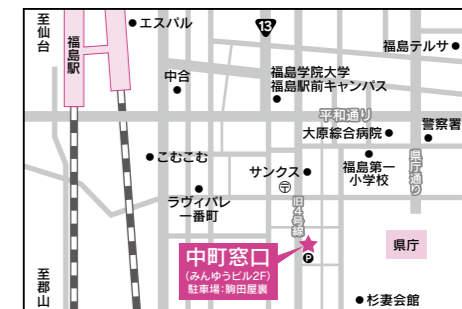 至仙台
福島駅
エスパル
13
福島テルサ
中合
福島学院大学
福島駅前キャンパス
平和通り
大原綜合病院
警察署
こむこむ
サンクス
〒
福島第一
小学校
県庁通り
ラヴィバレ
一番町
旧4号線
中町窓口
(みんゆうビル2F)
駐車場:駒田屋裏
P
県庁
至郡山
杉妻会館